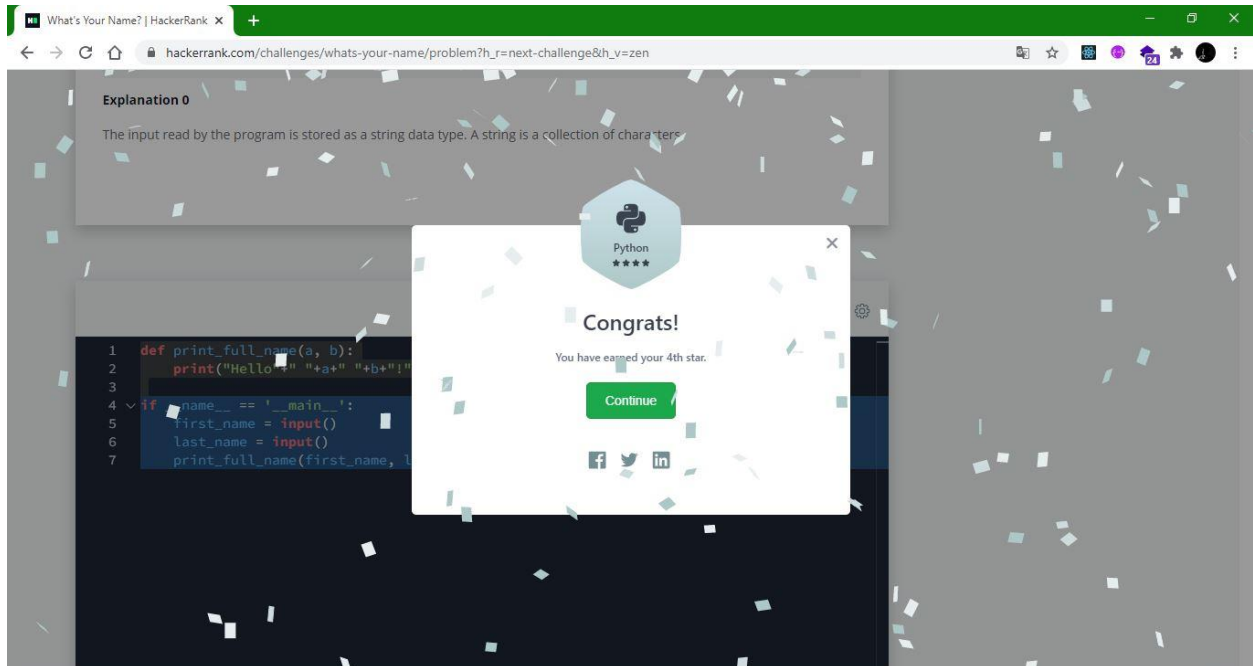 What's Your Name? | HackerRank
hackerrank.com/challenges/whats-your-name/problem?h_r=next-challenge&h_v=zen
24
Explanation 0
The input read by the program is stored as a string data type. A string is a collection of characters
Python
Congrats!
You have earned your 4th star.
Continue
1 def print_full_name(a, b):
2 print("Hello"+" "+a+" "+b+"!"
3
4 if __name__ == '__main__':
5 first_name = input()
6 last_name = input()
7 print_full_name(first_name, l